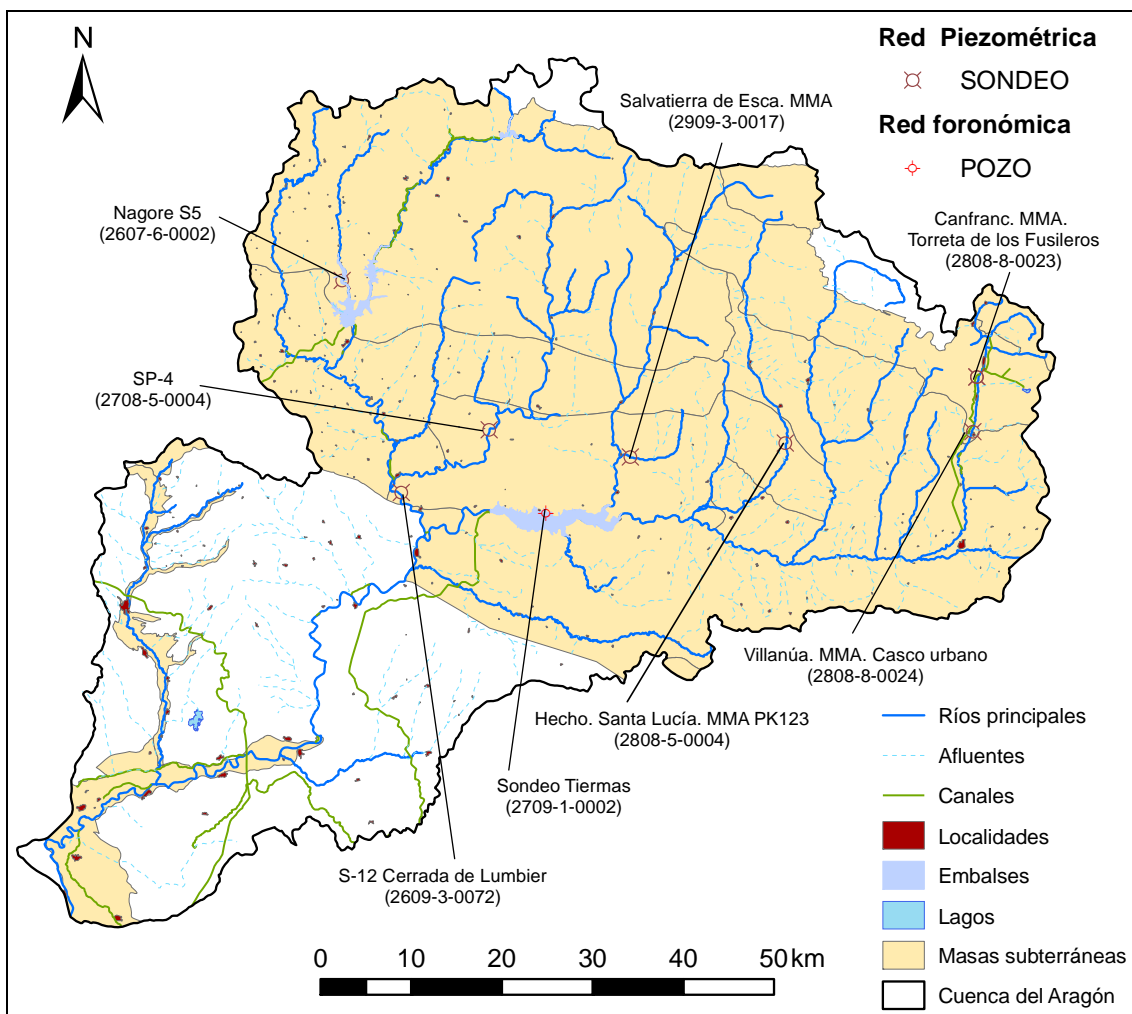 N
Red Piezométrica
SONDEO
Red foronómica
POZO
Salvatierra de Esca. MMA
(2909-3-0017)
Nagore S5
(2607-6-0002)
Canfranc. MMA.
Torreta de los Fusileros
(2808-8-0023)
SP-4
(2708-5-0004)
Villanúa. MMA. Casco urbano
(2808-8-0024)
Hecho. Santa Lucía. MMA PK123
(2808-5-0004)
Sondeo Tiermas
(2709-1-0002)
S-12 Cerrada de Lumbier
(2609-3-0072)
Ríos principales
Afluentes
Canales
Localidades
Embalses
Lagos
Masas subterráneas
Cuenca del Aragón
0 10 20 30 40 50 km